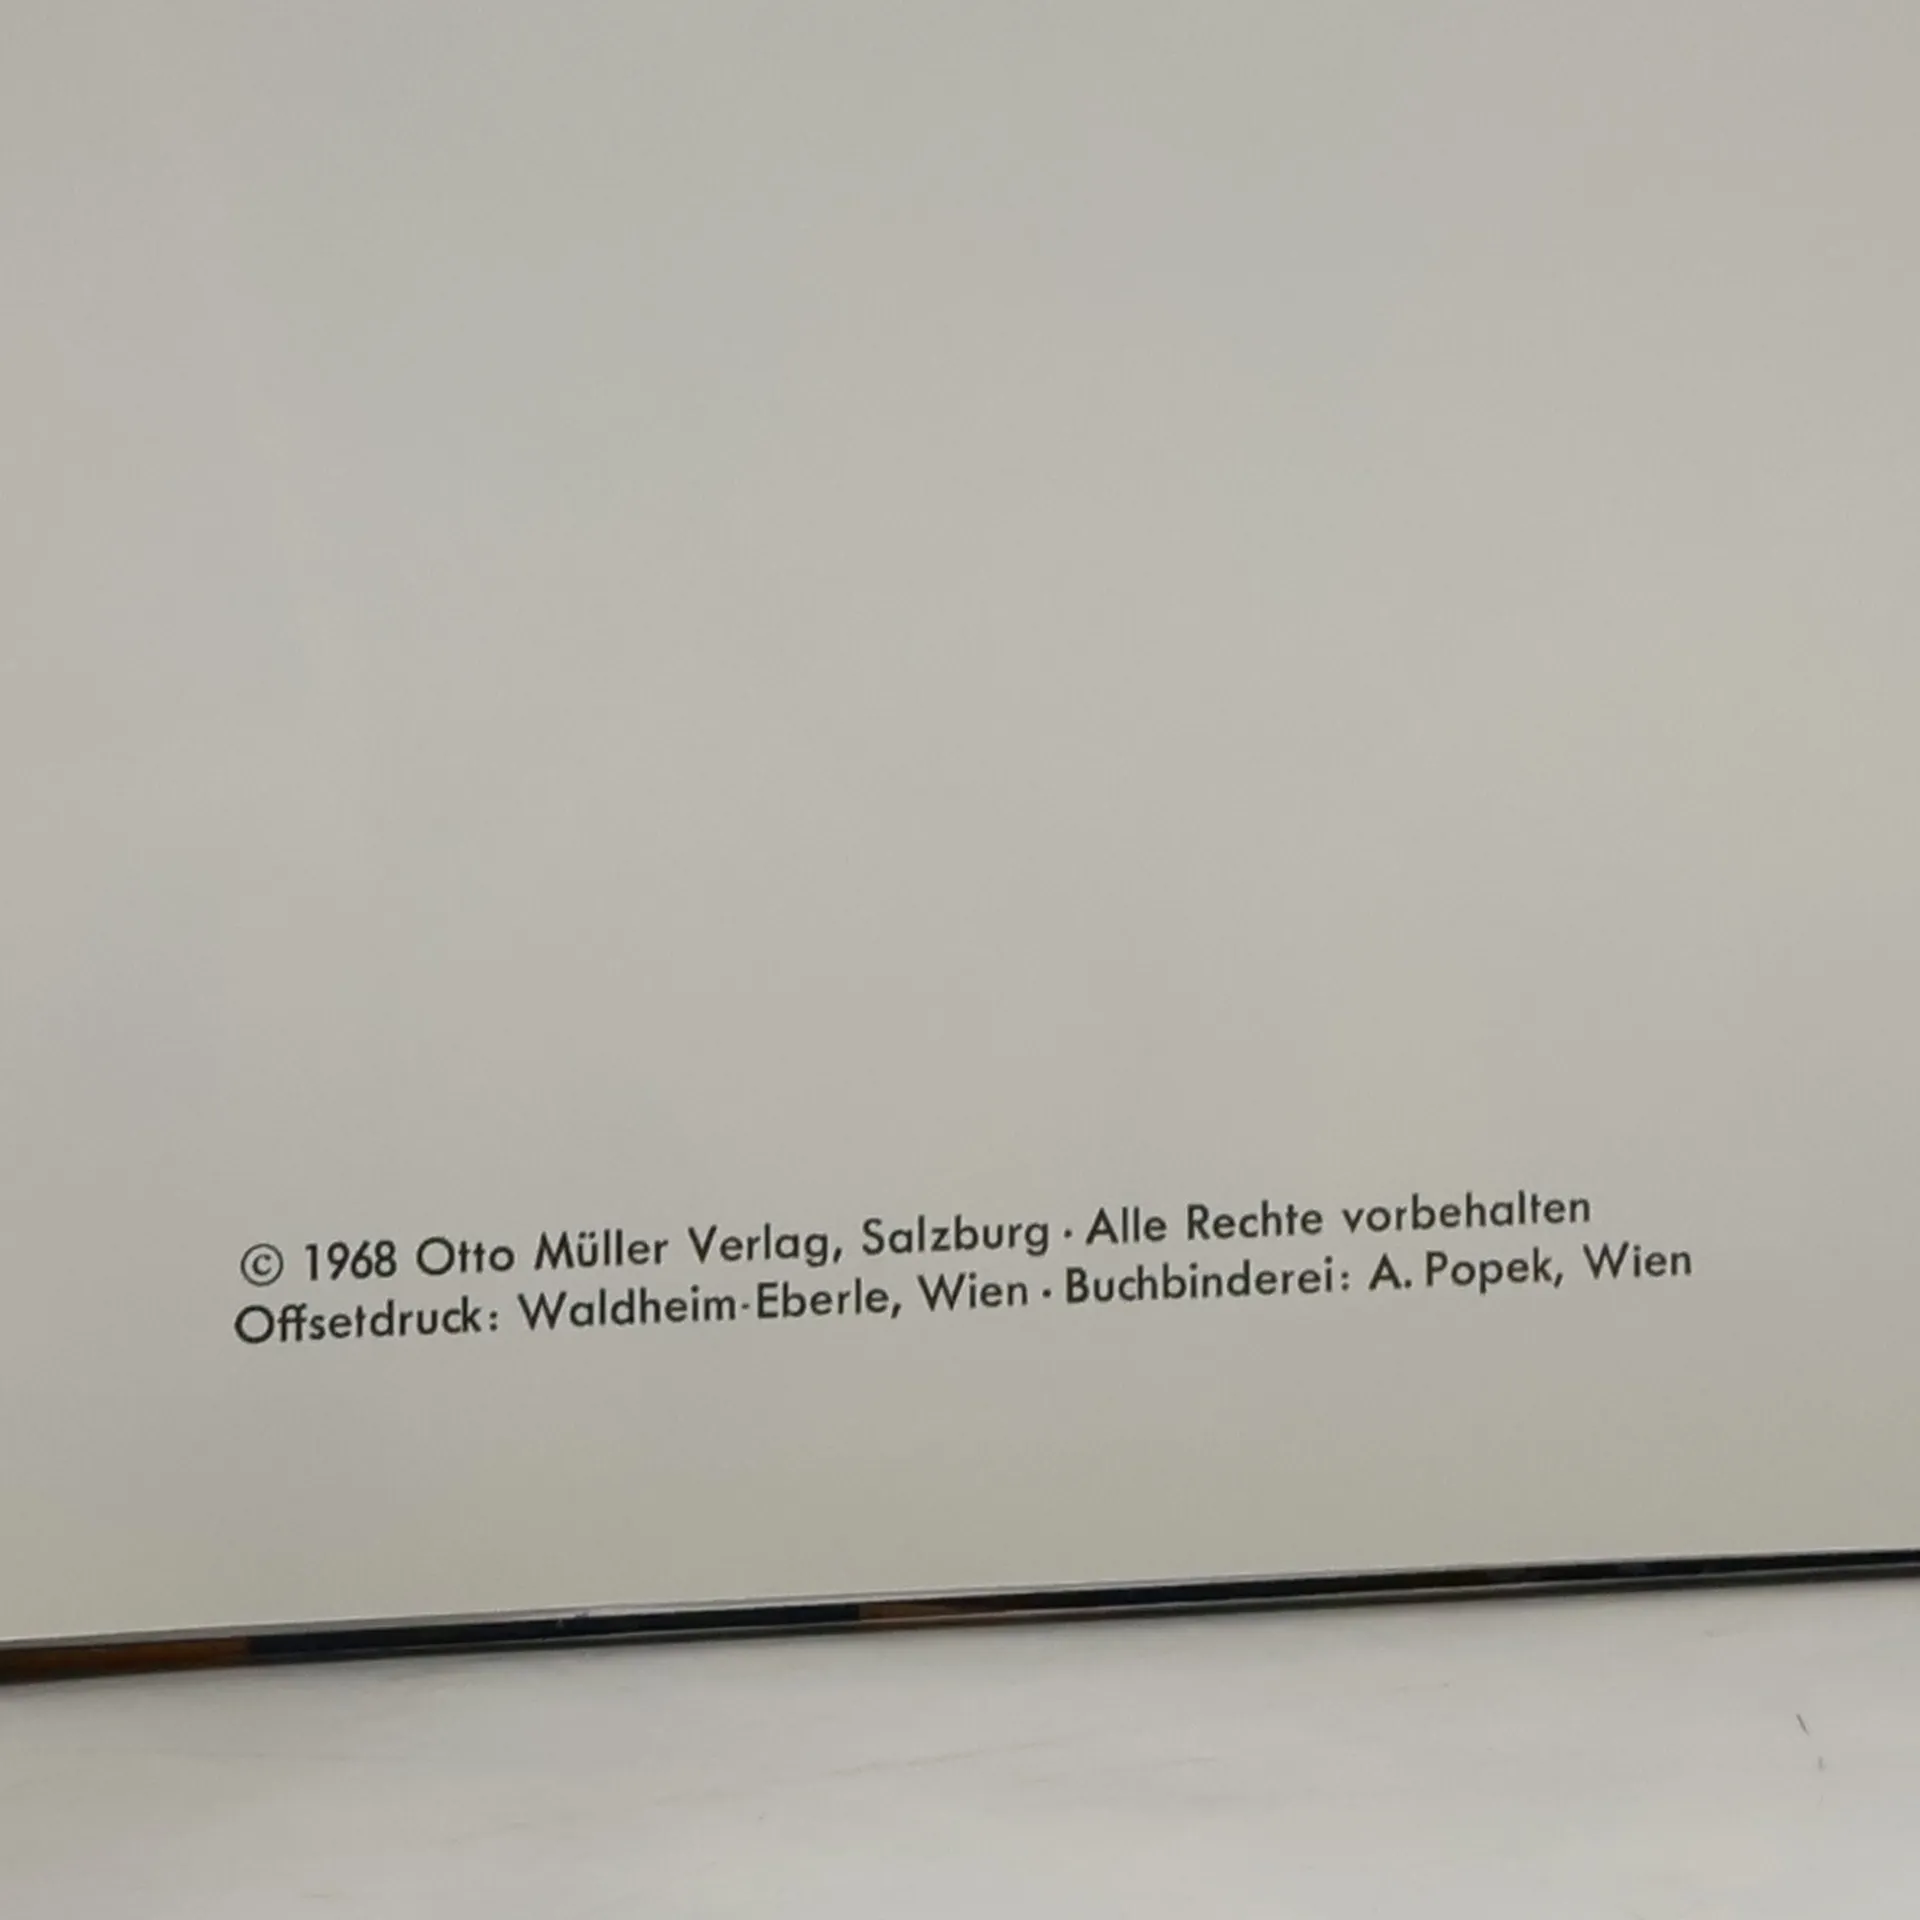 © 1968 Otto Müller Verlag, Salzburg · Alle Rechte vorbehalten
Offsetdruck: Waldheim-Eberle, Wien · Buchbinderei: A. Popek, Wien